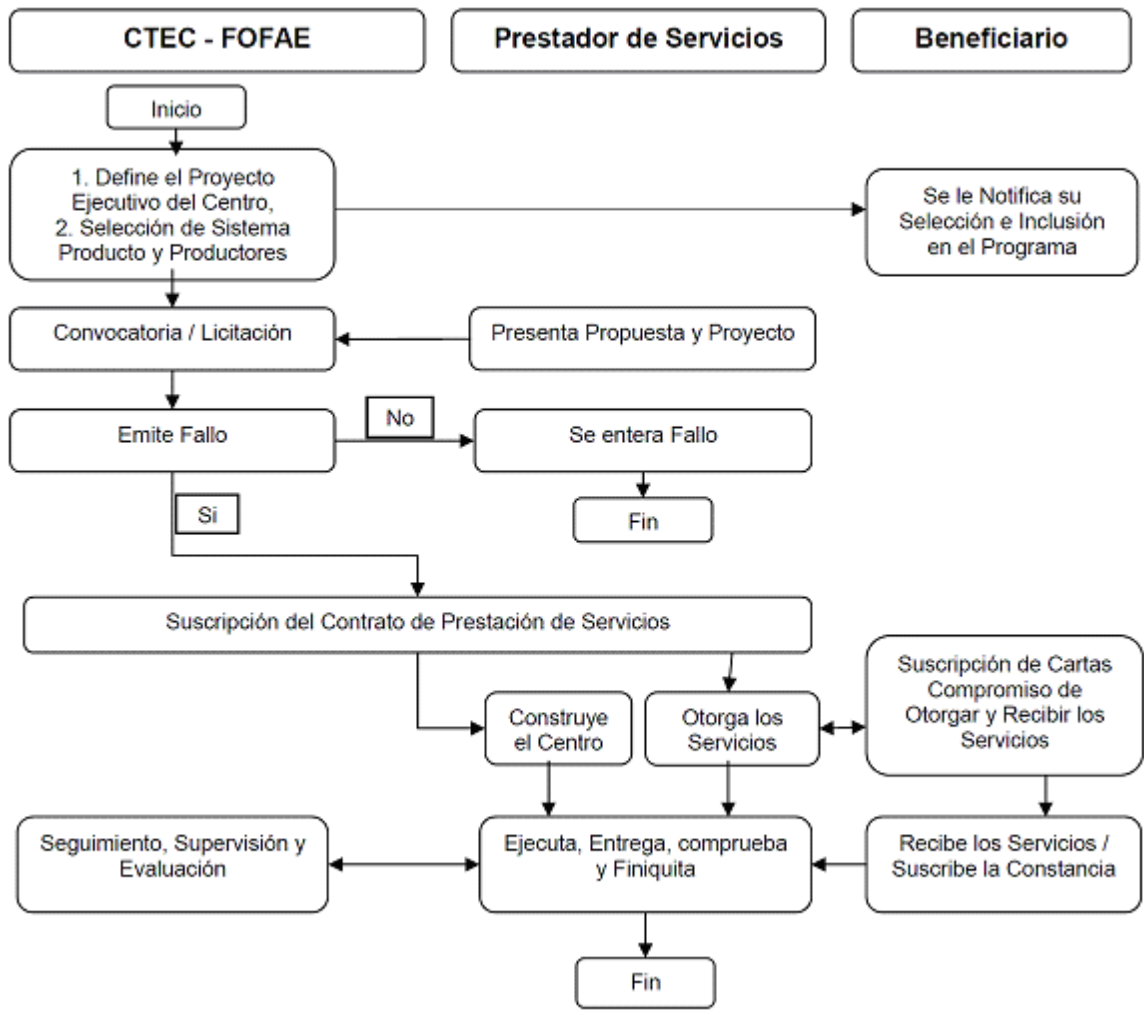 CTEC - FOFAE
Prestador de Servicios
Beneficiario
Inicio
1. Define el Proyecto
Ejecutivo del Centro,
2. Selección de Sistema
Producto y Productores
Se le Notifica su
Selección e Inclusión
en el Programa
Convocatoria / Licitación
Presenta Propuesta y Proyecto
Emite Fallo
No
Se entera Fallo
Si
Fin
Suscripción del Contrato de Prestación de Servicios
Construye
el Centro
Otorga los
Servicios
Suscripción de Cartas
Compromiso de
Otorgar y Recibir los
Servicios
Seguimiento, Supervisión y
Evaluación
Ejecuta, Entrega, comprueba
y Finiquita
Recibe los Servicios /
Suscribe la Constancia
Fin